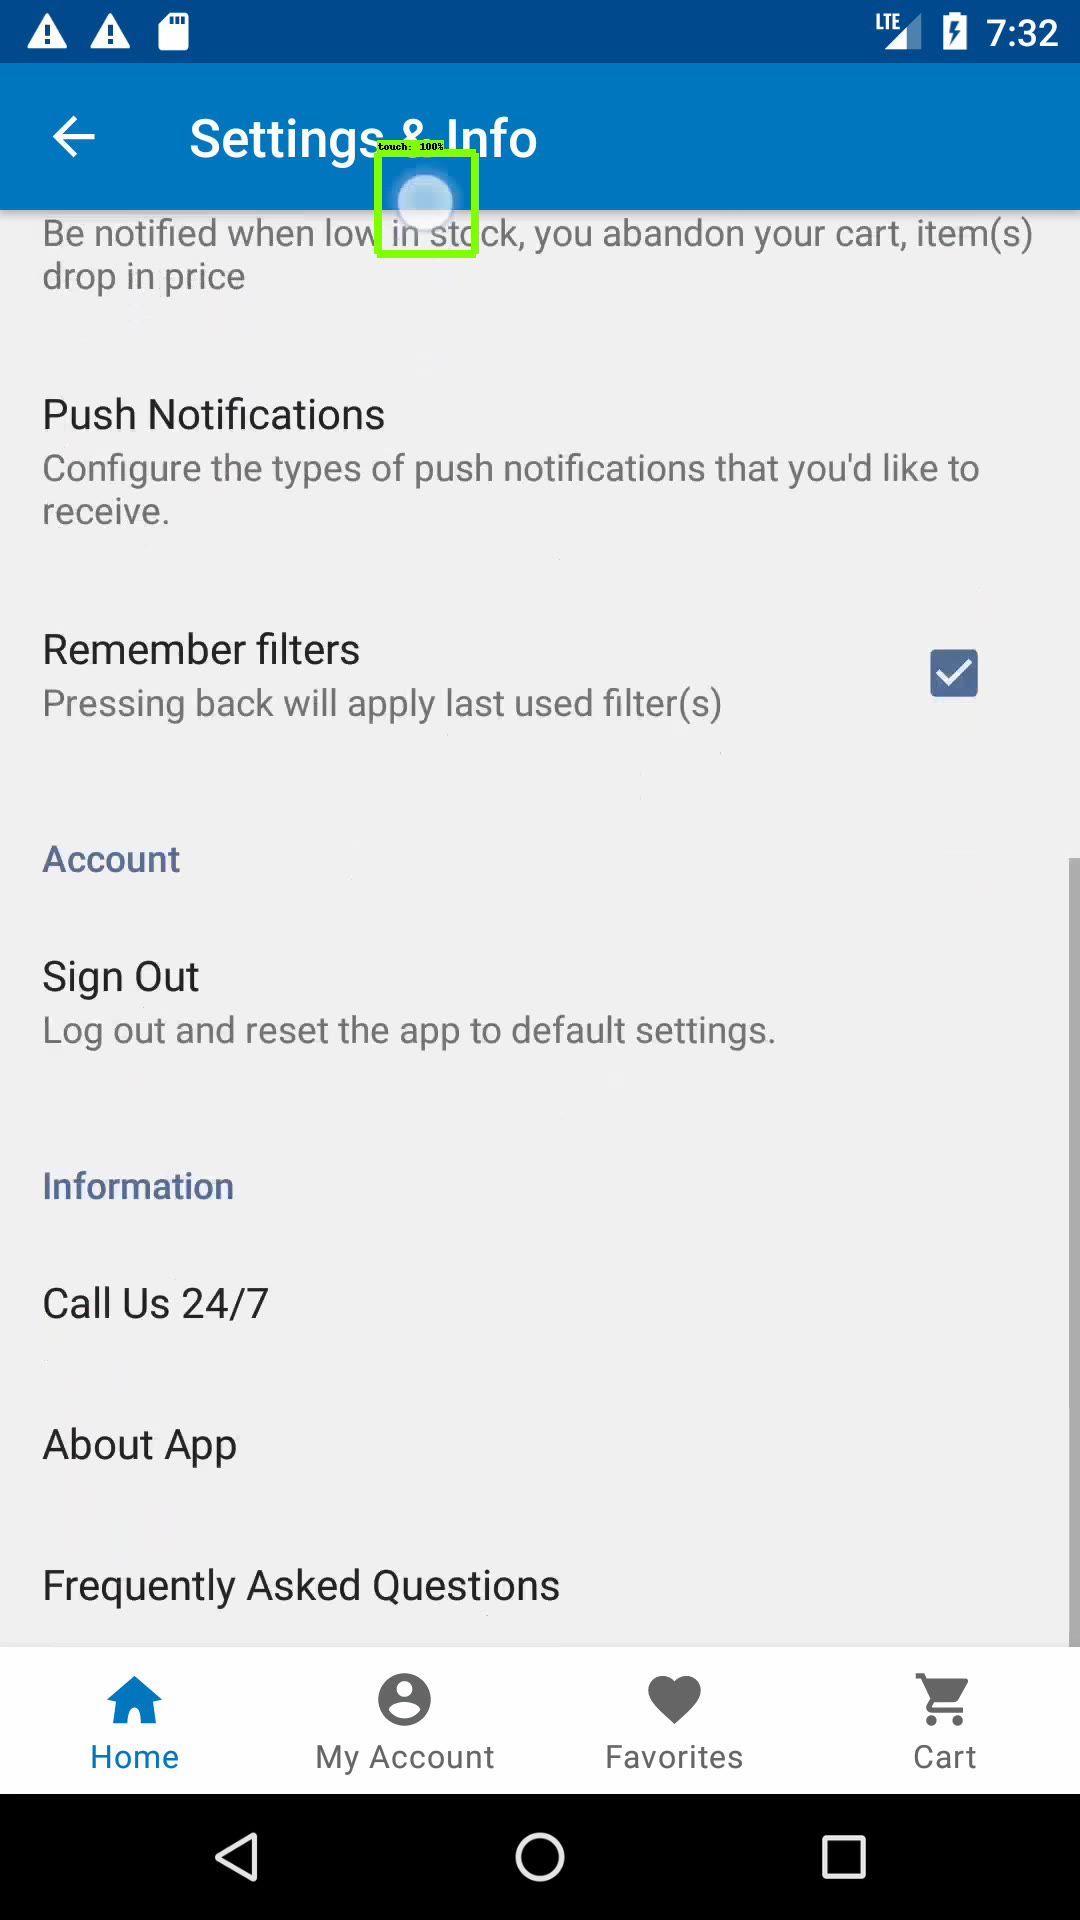 LTE 7:32
Settings & Info
touch: 100%
Be notified when low in stock, you abandon your cart, item(s)
drop in price
Push Notifications
Configure the types of push notifications that you'd like to
receive.
Remember filters
Pressing back will apply last used filter(s)
Account
Sign Out
Log out and reset the app to default settings.
Information
Call Us 24/7
About App
Frequently Asked Questions
Home My Account Favorites Cart